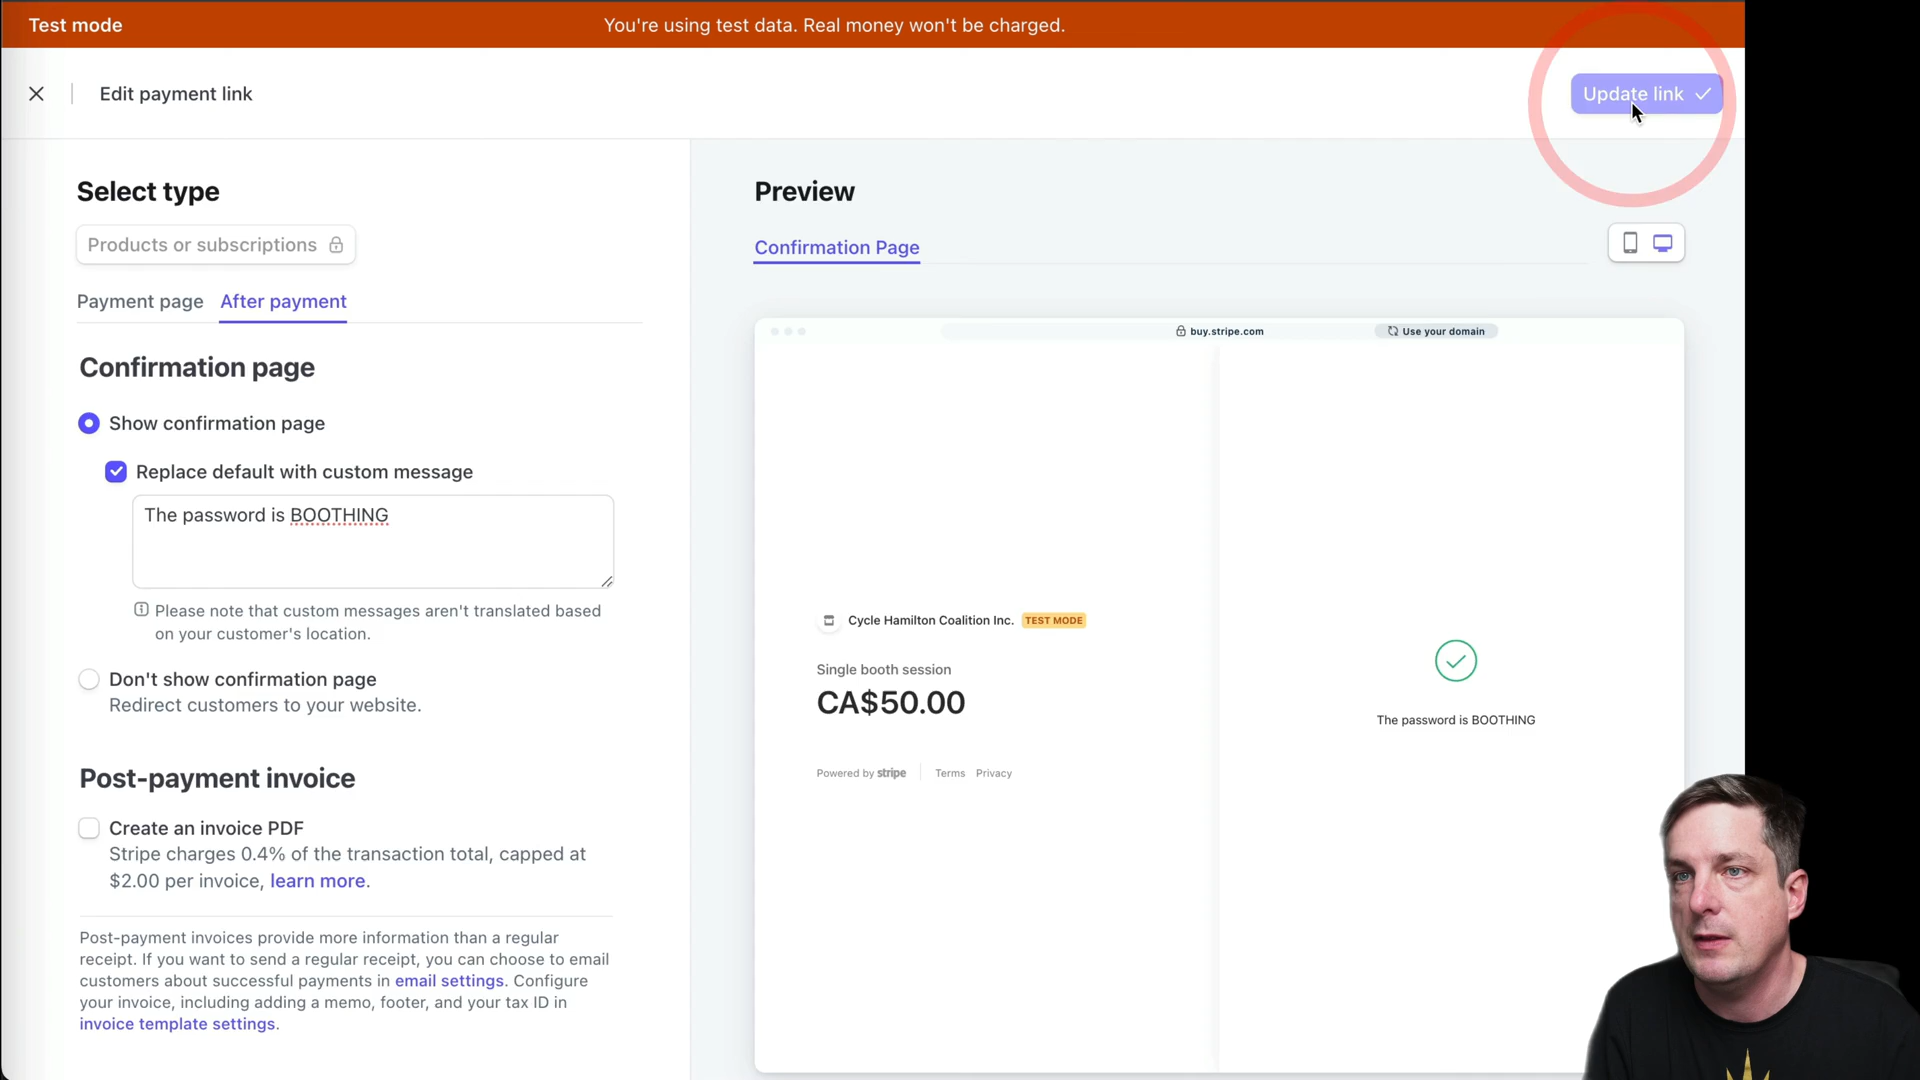 Test mode
You're using test data. Real money won't be charged.
Edit payment link
Update link
Select type
Products or subscriptions
Payment page
After payment
Confirmation page
Show confirmation page
Replace default with custom message
The password is BOOTHING
Please note that custom messages aren't translated based
on your customer's location.
Don't show confirmation page
Redirect customers to your website.
Post-payment invoice
Create an invoice PDF
Stripe charges 0.4% of the transaction total, capped at
$2.00 per invoice, learn more.
Post-payment invoices provide more information than a regular
receipt. If you want to send a regular receipt, you can choose to email
customers about successful payments in email settings. Configure
your invoice, including adding a memo, footer, and your tax ID in
invoice template settings.
Preview
Confirmation Page
buy.stripe.com
Use your domain
Cycle Hamilton Coalition Inc. TEST MODE
Single booth session
CA$50.00
Powered by stripe
Terms Privacy
The password is BOOTHING